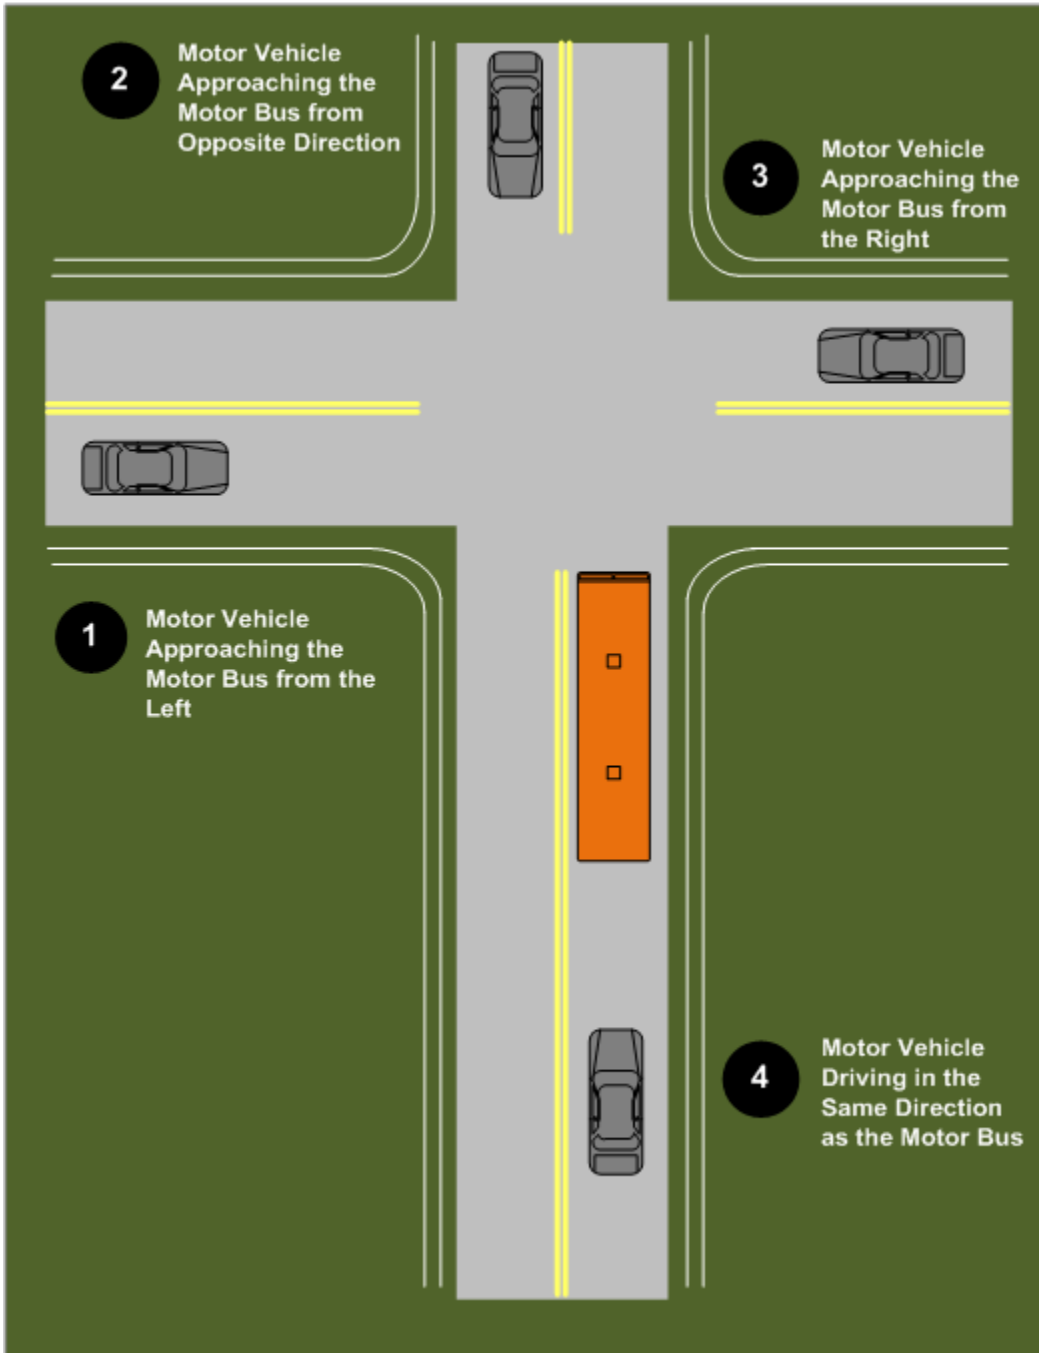 2
Motor Vehicle
Approaching the
Motor Bus from
Opposite Direction
3
Motor Vehicle
Approaching the
Motor Bus from
the Right
1
Motor Vehicle
Approaching the
Motor Bus from the
Left
4
Motor Vehicle
Driving in the
Same Direction
as the Motor Bus